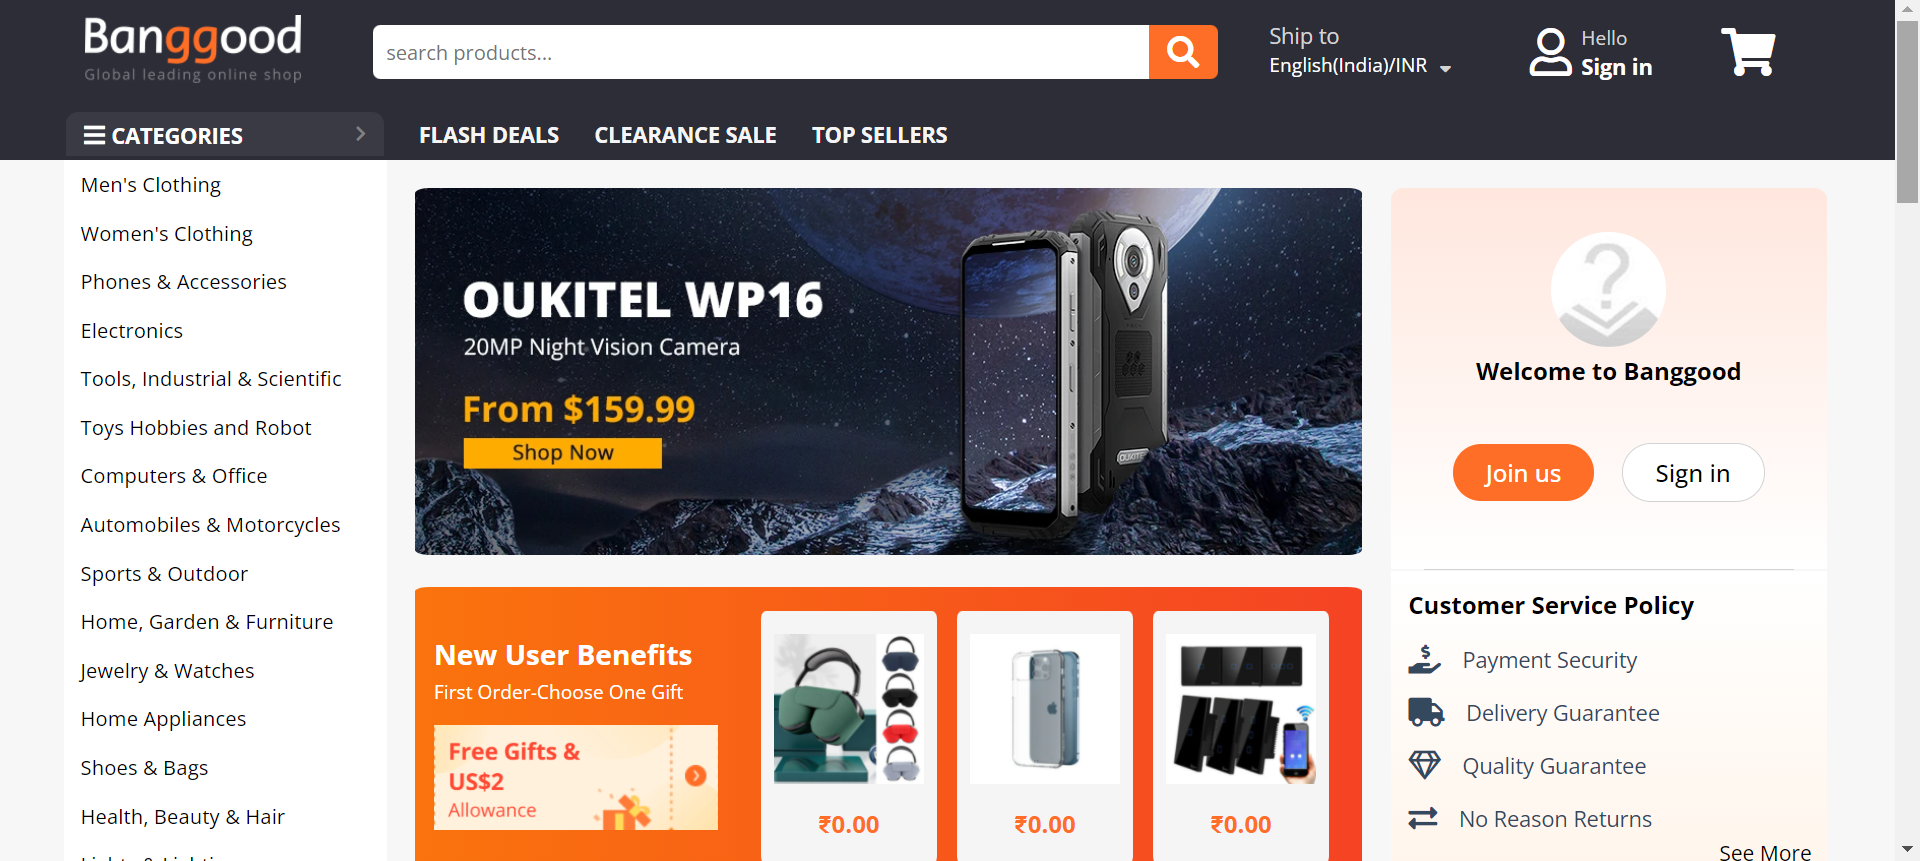 Banggood
Global leading online shop
search products...
Ship to
English(India)/INR
Hello
Sign in
CATEGORIES
FLASH DEALS
CLEARANCE SALE
TOP SELLERS
Men's Clothing
Women's Clothing
Phones & Accessories
Electronics
Tools, Industrial & Scientific
Toys Hobbies and Robot
Computers & Office
Automobiles & Motorcycles
Sports & Outdoor
Home, Garden & Furniture
Jewelry & Watches
Home Appliances
Shoes & Bags
Health, Beauty & Hair
OUKITEL WP16
20MP Night Vision Camera
From $159.99
Shop Now
OUKITEL
New User Benefits
First Order-Choose One Gift
Free Gifts &
US$2
Allowance
₹0.00
₹0.00
₹0.00
Welcome to Banggood
Join us
Sign in
Customer Service Policy
Payment Security
Delivery Guarantee
Quality Guarantee
No Reason Returns
See More